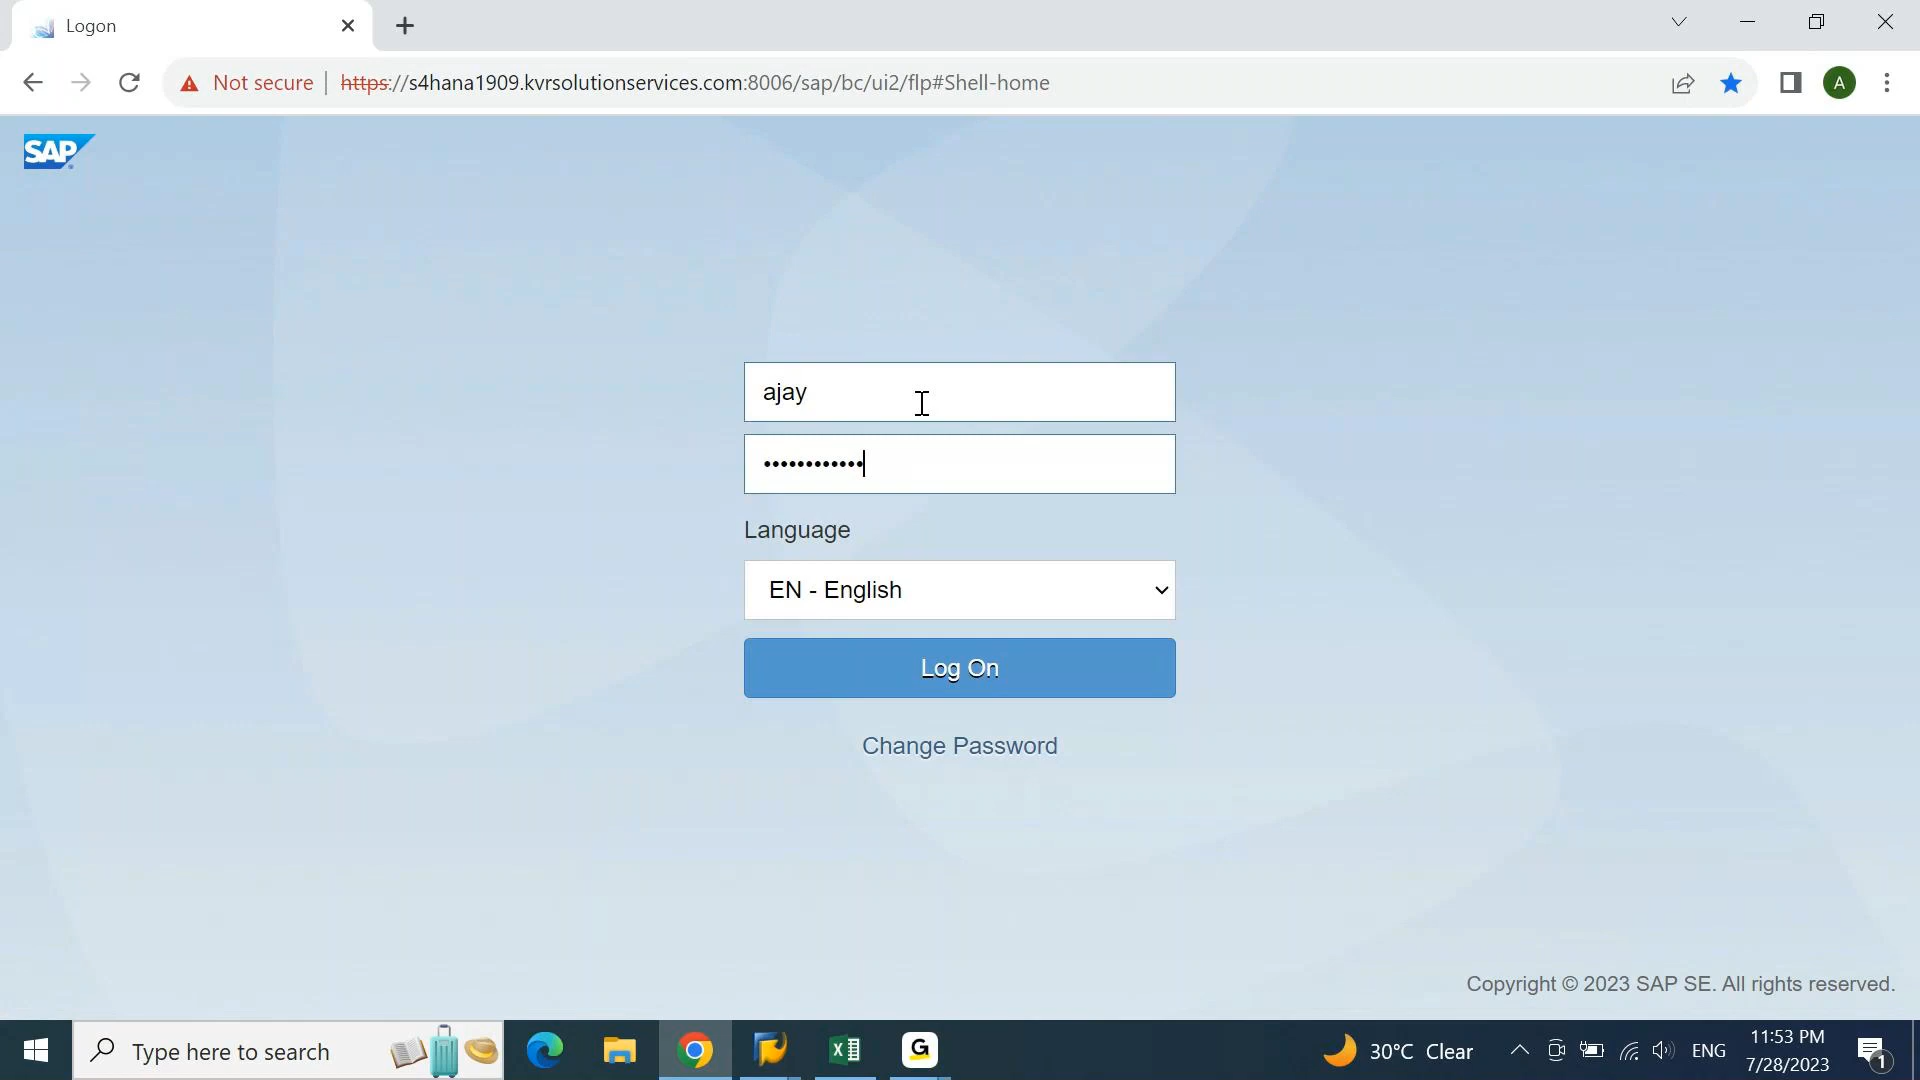 Logon
Not secure
https://s4hana1909.kvrsolutionservices.com:8006/sap/bc/ui2/flp#Shell-home
A
SAP
ajay
••••••••••••
Language
EN - English
Log On
Change Password
Copyright © 2023 SAP SE. All rights reserved.
Type here to search
G
30°C Clear
ENG
11:53 PM
7/28/2023
1